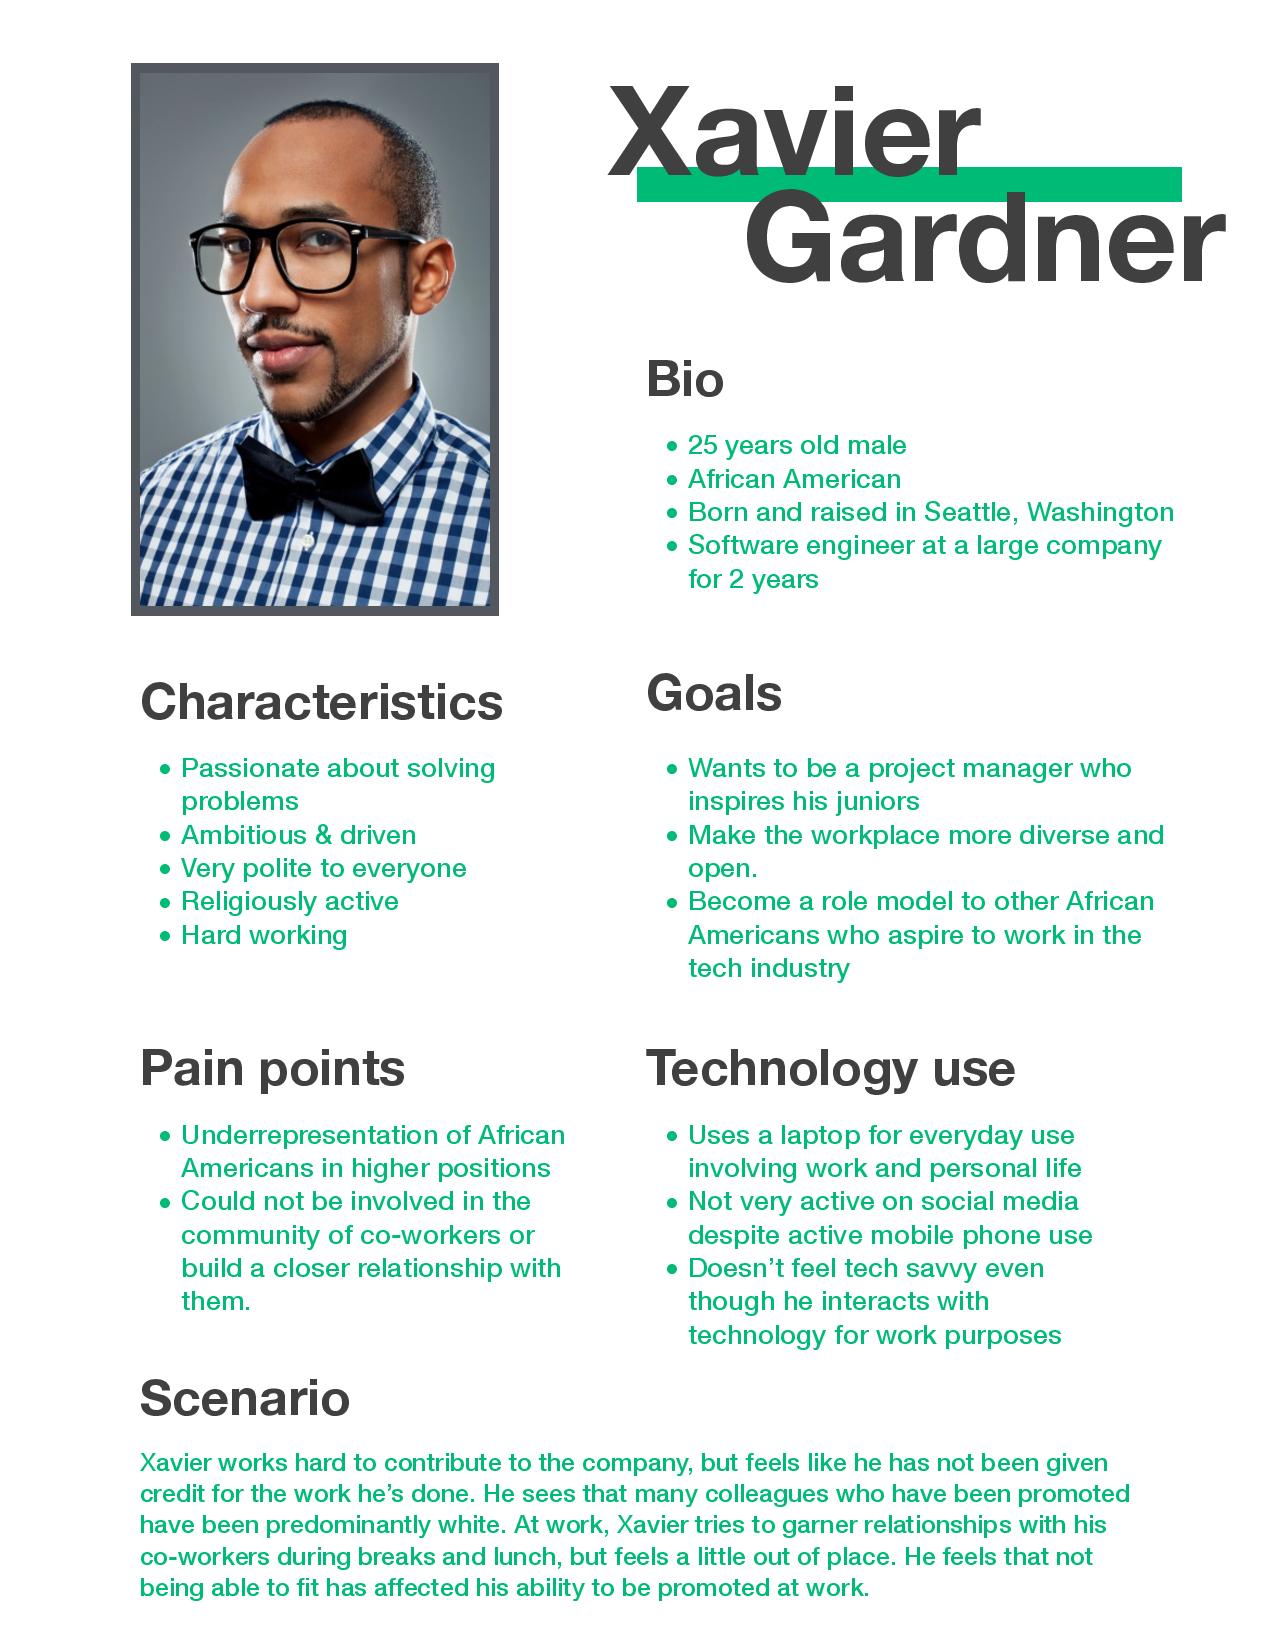 Xavier
Gardner
Bio
• 25 years old male
• African American
• Born and raised in Seattle, Washington
• Software engineer at a large company
for 2 years
Characteristics
• Passionate about solving
problems
• Ambitious & driven
• Very polite to everyone
• Religiously active
• Hard working
Goals
• Wants to be a project manager who
inspires his juniors
• Make the workplace more diverse and
open.
• Become a role model to other African
Americans who aspire to work in the
tech industry
Pain points
• Underrepresentation of African
Americans in higher positions
• Could not be involved in the
community of co-workers or
build a closer relationship with
them.
Technology use
• Uses a laptop for everyday use
involving work and personal life
• Not very active on social media
despite active mobile phone use
• Doesn’t feel tech savvy even
though he interacts with
technology for work purposes
Scenario
Xavier works hard to contribute to the company, but feels like he has not been given
credit for the work he’s done. He sees that many colleagues who have been promoted
have been predominantly white. At work, Xavier tries to garner relationships with his
co-workers during breaks and lunch, but feels a little out of place. He feels that not
being able to fit has affected his ability to be promoted at work.